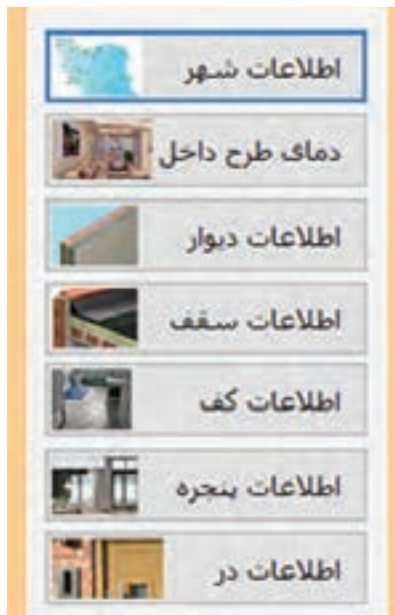 اطلاعات شهر
دمای طرح داخل
اطلاعات دیوار
اطلاعات سقف
اطلاعات کف
اطلاعات پنجره
اطلاعات در